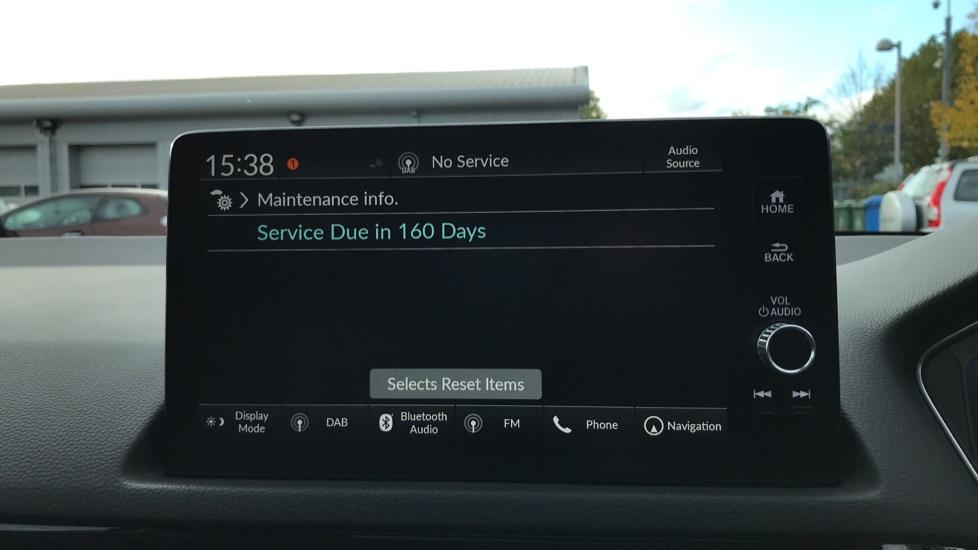 15:38
1
DAB
No Service
Audio
Source
Maintenance info.
Service Due in 160 Days
HOME
BACK
VOL
AUDIO
Selects Reset Items
Display
Mode
DAB
Bluetooth
Audio
FM
Phone
Navigation